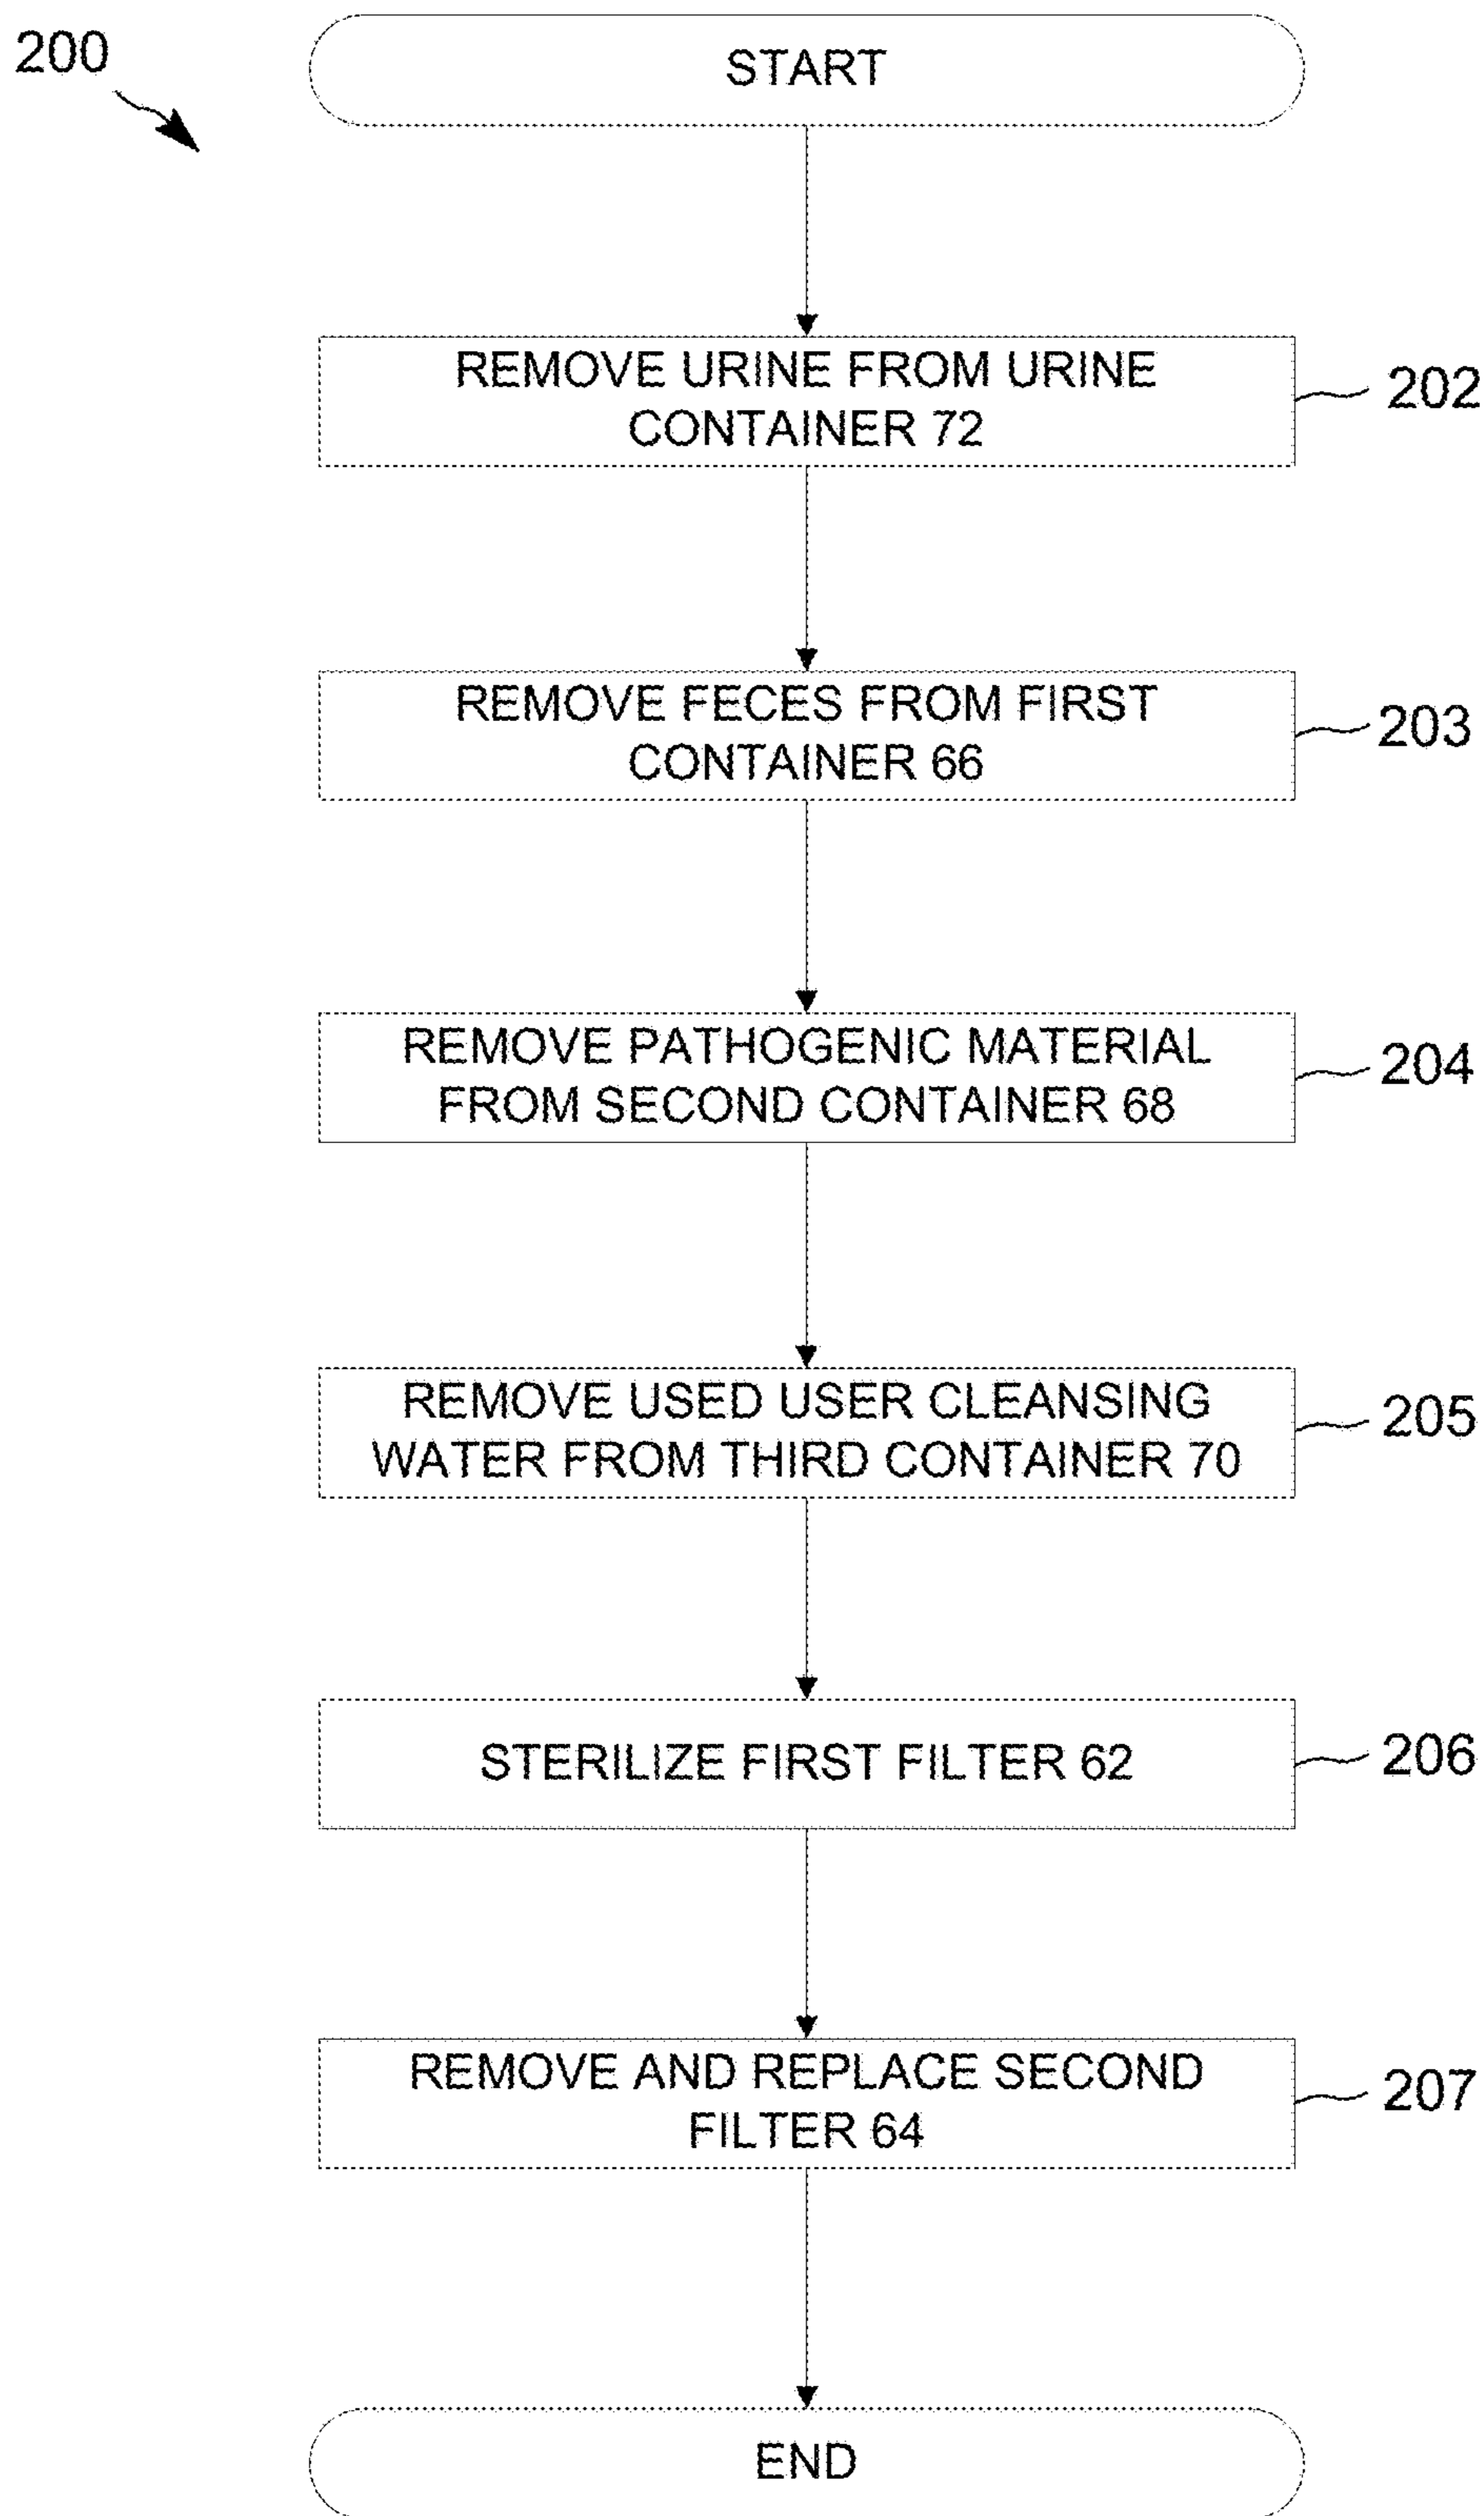 200
START
REMOVE URINE FROM URINE
CONTAINER 72
202
REMOVE FECES FROM FIRST
CONTAINER 66
203
REMOVE PATHOGENIC MATERIAL
FROM SECOND CONTAINER 68
204
REMOVE USED USER CLEANSING
WATER FROM THIRD CONTAINER 70
205
STERILIZE FIRST FILTER 62
206
REMOVE AND REPLACE SECOND
FILTER 64
207
END